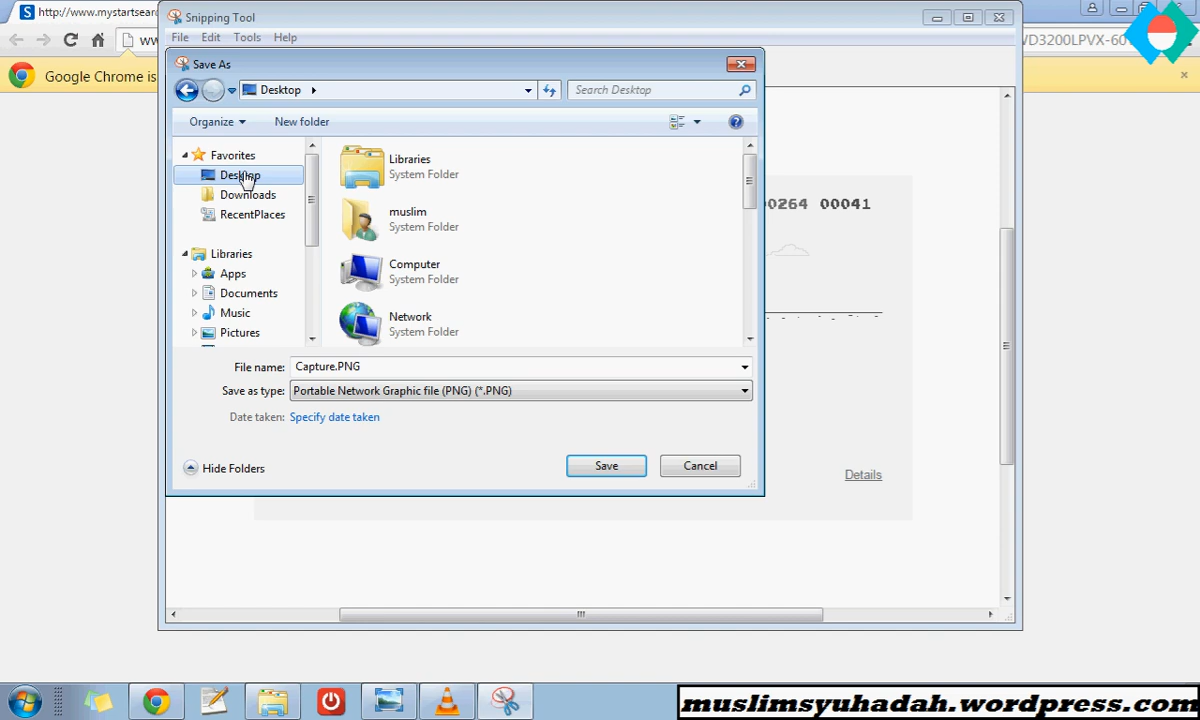 http://www.mystartsear
Snipping Tool
File Edit Tools Help
WD3200LPVX-60
Google Chrome is
Save As
Desktop
Search Desktop
Organize New folder
Favorites
Desktop
Downloads
RecentPlaces
Libraries
Apps
Documents
Music
Pictures
Libraries
System Folder
muslim
System Folder
Computer
System Folder
Network
System Folder
00264 00041
File name: Capture.PNG
Save as type: Portable Network Graphic file (PNG) (*.PNG)
Date taken: Specify date taken
Hide Folders
Save
Cancel
Details
muslimsyuhadah.wordpress.com